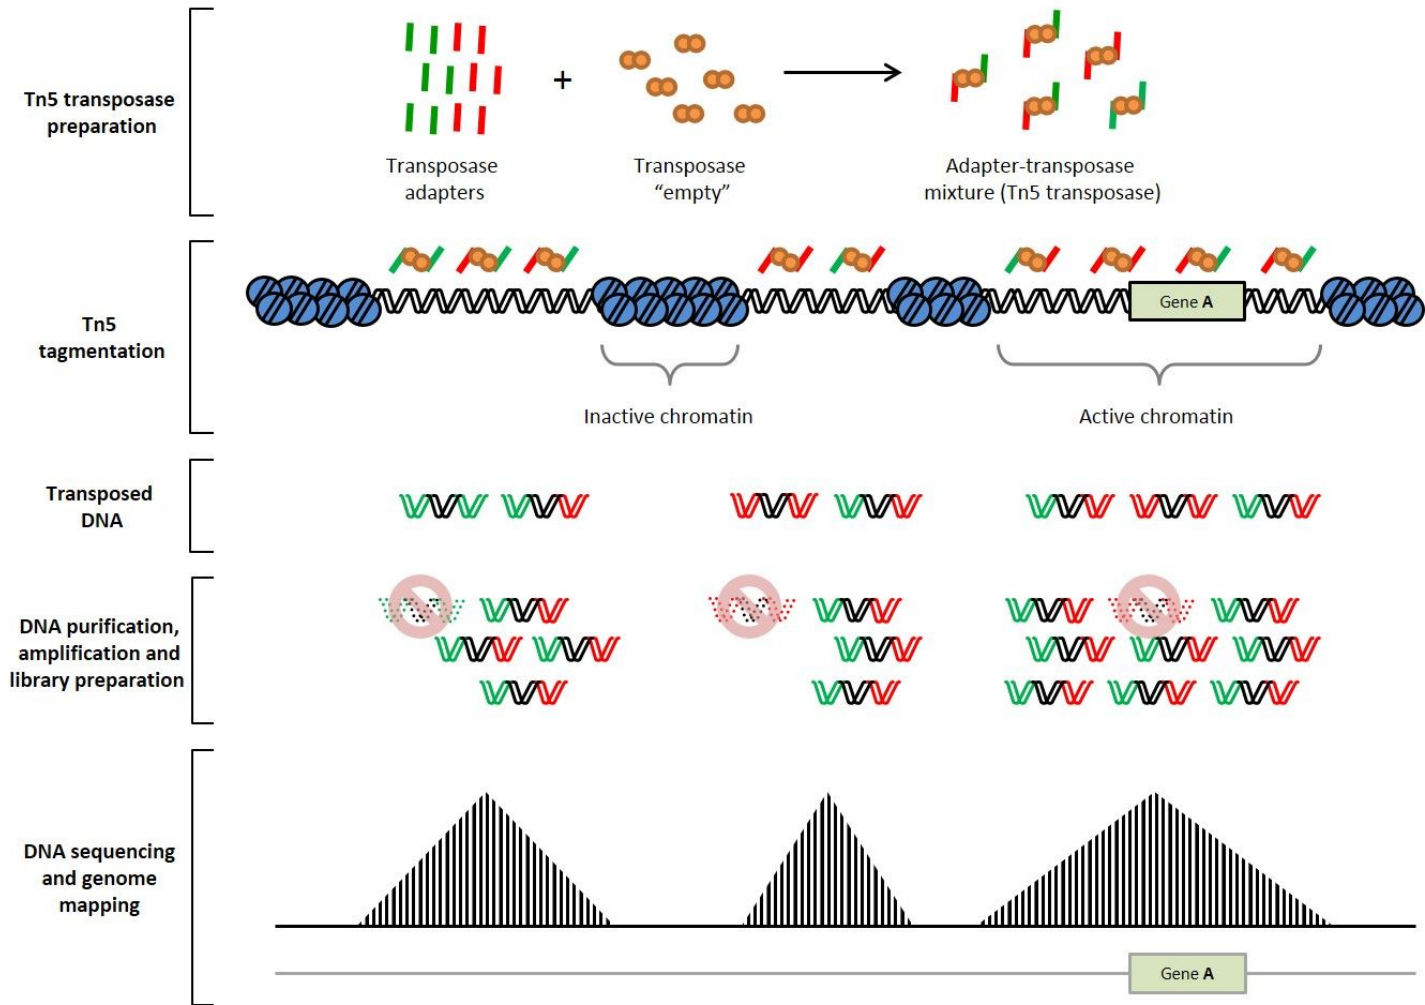 Tn5 transposase
preparation
+
Transposase
adapters
Transposase
“empty”
Adapter-transposase
mixture (Tn5 transposase)
Tn5
tagmentation
Gene A
Inactive chromatin
Active chromatin
Transposed
DNA
DNA purification,
amplification and
library preparation
DNA sequencing
and genome
mapping
Gene A